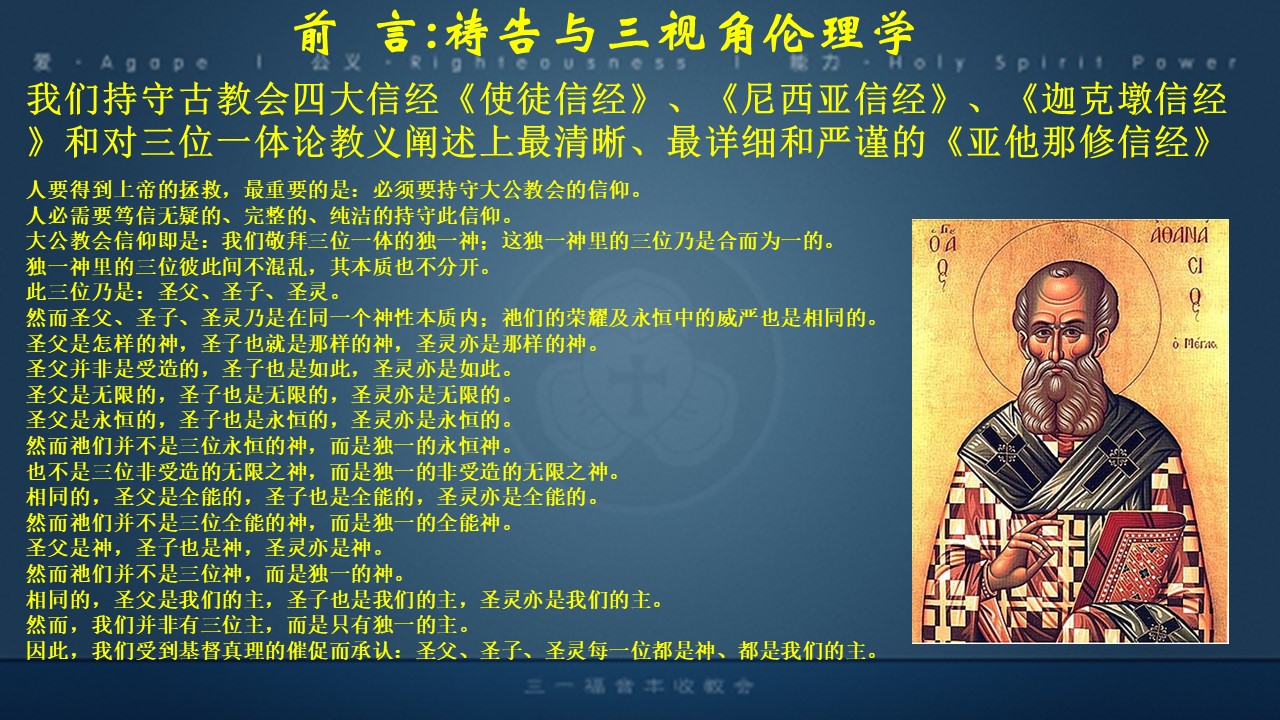 前 言:祷告与三视角伦理学
爱·Agape | 公义·Righteousness | 能力·Holy Spirit Power
我们持守古教会四大信经《使徒信经》、《尼西亚信经》、《迦克墩信经
》和对三位一体论教义阐述上最清晰、最详细和严谨的《亚他那修信经》
人要得到上帝的拯救，最重要的是：必须要持守大公教会的信仰。
人必需要笃信无疑的、完整的、纯洁的持守此信仰。
大公教会信仰即是：我们敬拜三位一体的独一神；这独一神里的三位乃是合而为一的。
独一神里的三位彼此间不混乱，其本质也不分开。
此三位乃是：圣父、圣子、圣灵。
然而圣父、圣子、圣灵乃是在同一个神性本质内；祂们的荣耀及永恒中的威严也是相同的。
圣父是怎样的神，圣子也就是那样的神，圣灵亦是那样的神。
圣父并非是受造的，圣子也是如此，圣灵亦是如此。
圣父是无限的，圣子也是无限的，圣灵亦是无限的。
圣父是永恒的，圣子也是永恒的，圣灵亦是永恒的。
然而祂们并不是三位永恒的神，而是独一的永恒神。
也不是三位非受造的无限之神，而是独一的非受造的无限之神。
相同的，圣父是全能的，圣子也是全能的，圣灵亦是全能的。
然而祂们并不是三位全能的神，而是独一的全能神。
圣父是神，圣子也是神，圣灵亦是神。
然而祂们并不是三位神，而是独一的神。
相同的，圣父是我们的主，圣子也是我们的主，圣灵亦是我们的主。
然而，我们并非有三位主，而是只有独一的主。
因此，我们受到基督真理的催促而承认：圣父、圣子、圣灵每一位都是神、都是我们的主。
ἈΘΑΝΆ
СΙ
ο
ς
ὁ Μέγας
三一福音丰收教会